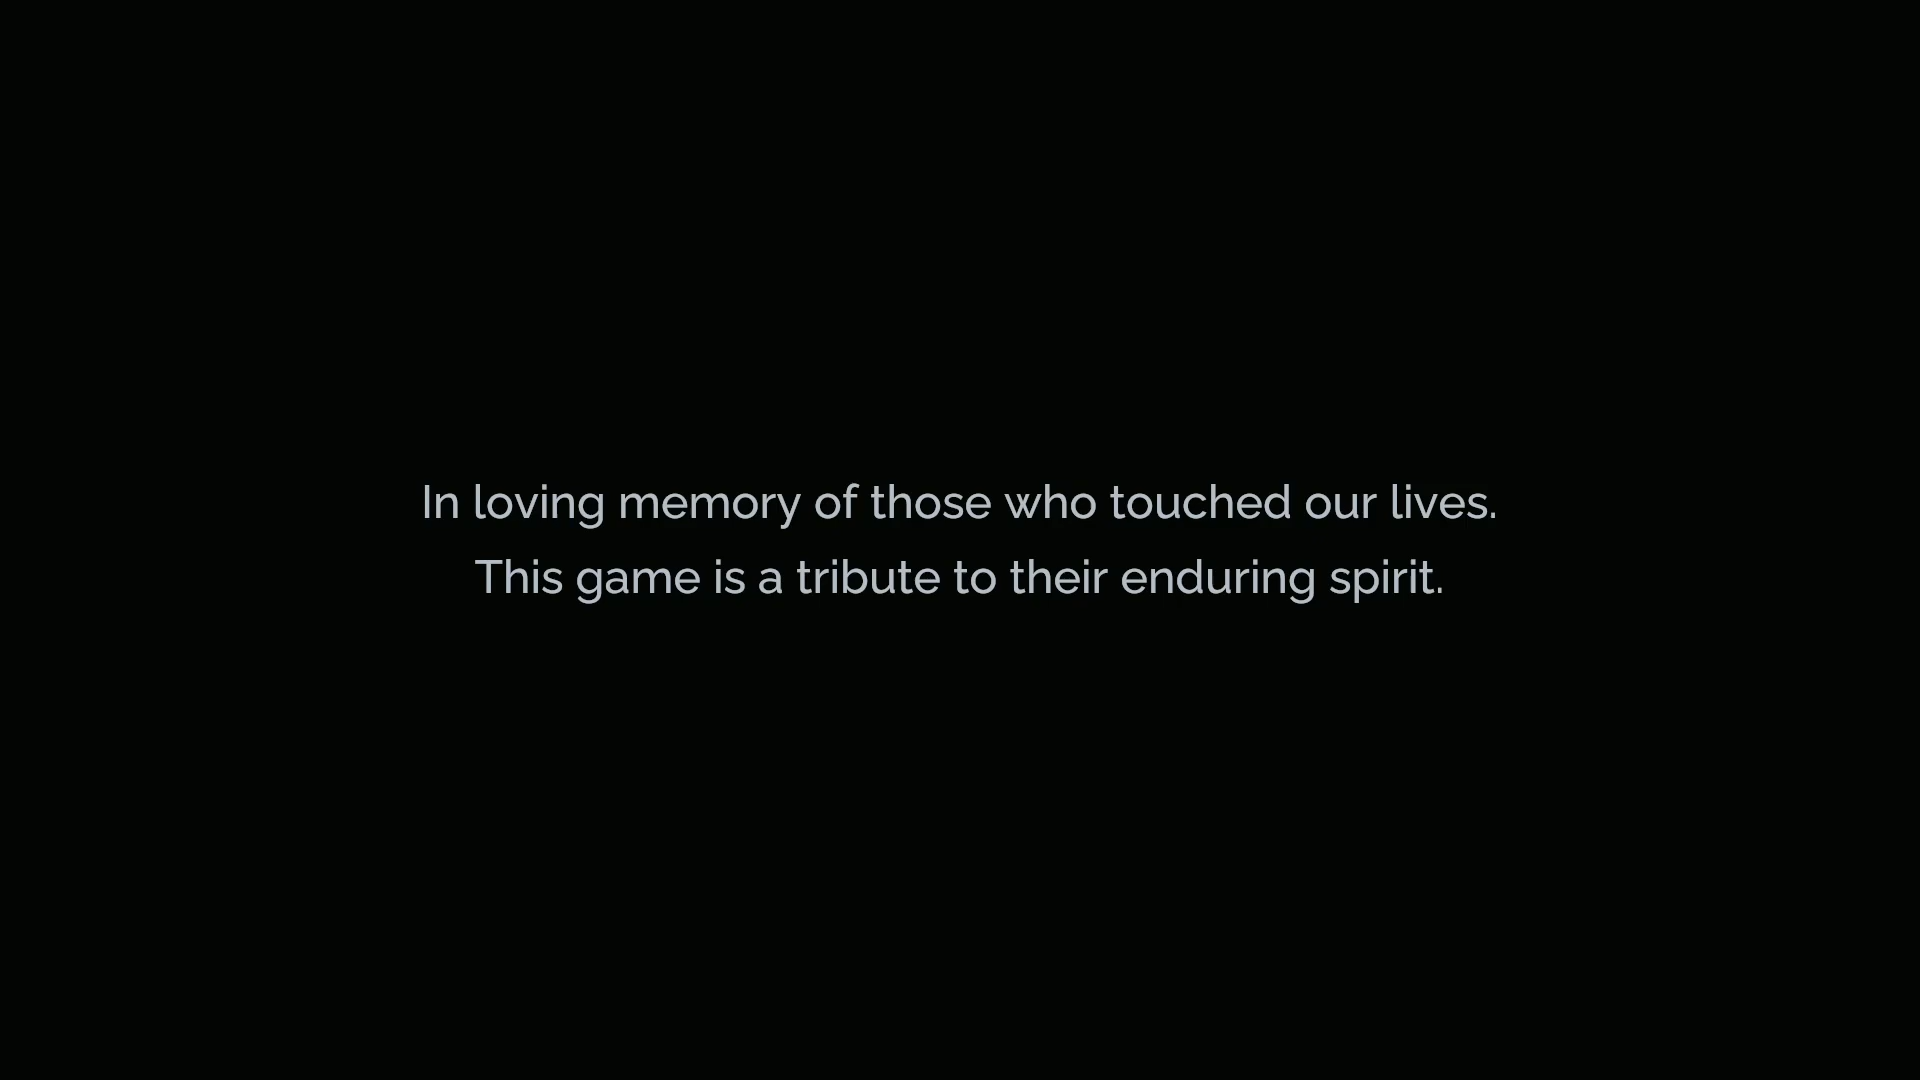 In loving memory of those who touched our lives.
This game is a tribute to their enduring spirit.